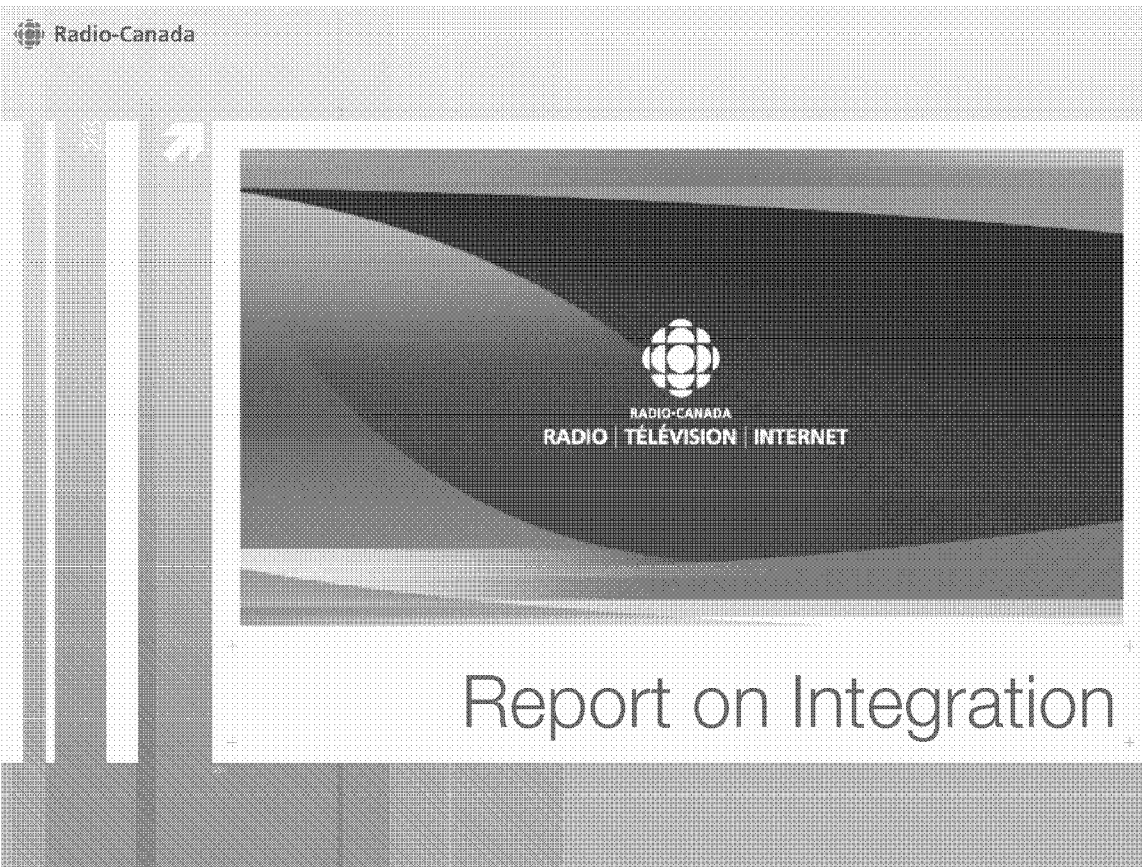 Radio-Canada
RADIO-CANADA
RADIO | TÉLÉVISION | INTERNET
Report on Integration